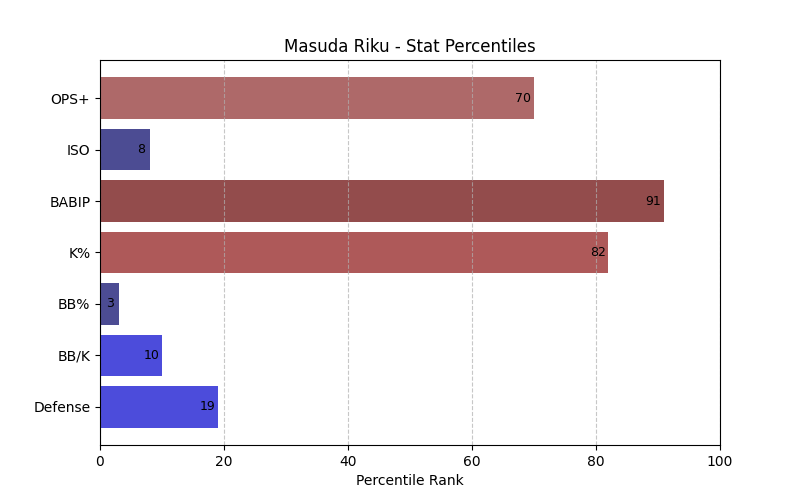 Masuda Riku - Stat Percentiles
OPS+ 70
ISO 8
BABIP 91
K% 82
BB% 3
BB/K 10
Defense 19
0 20 40 60 80 100
Percentile Rank